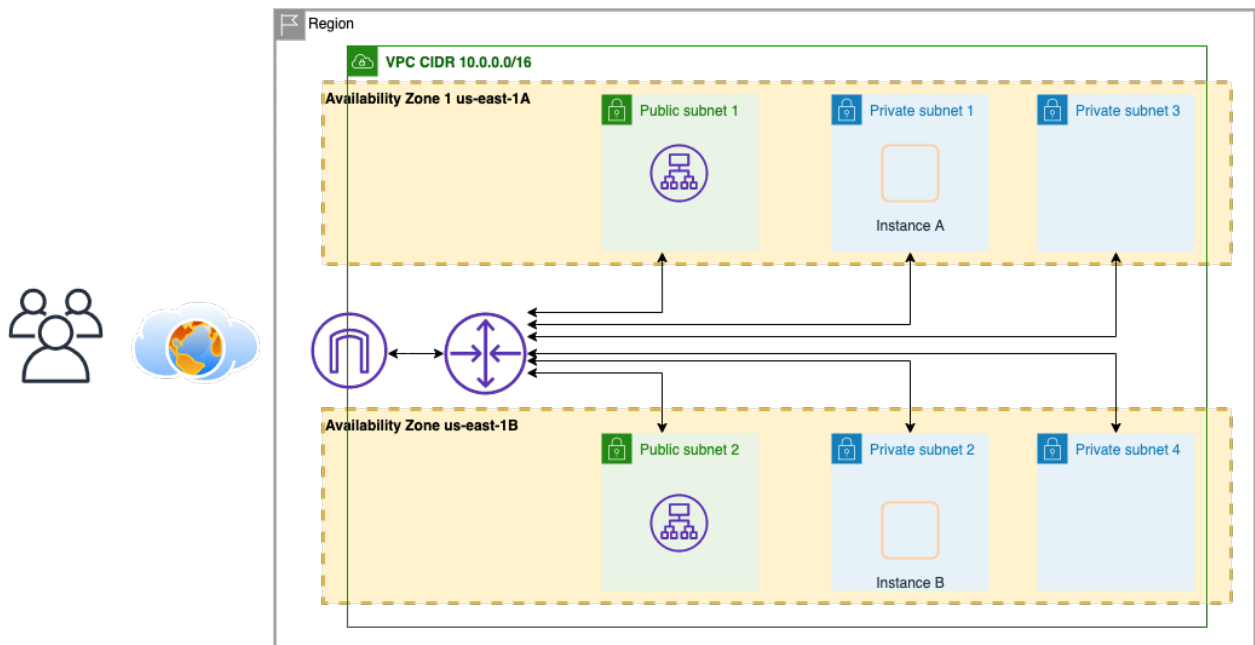 Region
VPC CIDR 10.0.0.0/16
Availability Zone 1 us-east-1A
Public subnet 1
Private subnet 1
Private subnet 3
Instance A
Availability Zone us-east-1B
Public subnet 2
Private subnet 2
Private subnet 4
Instance B